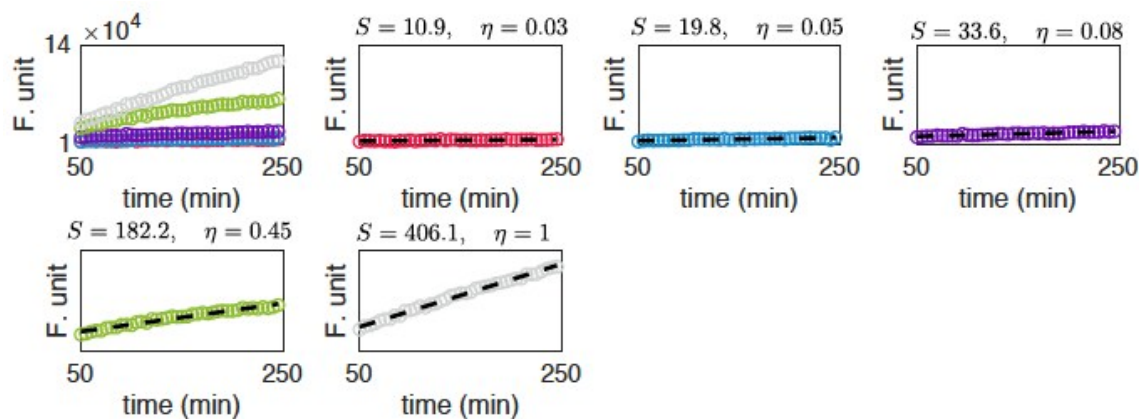 ×10⁴
14
1
F. unit
50
250
time (min)
S = 10.9, η = 0.03
F. unit
50
250
time (min)
S = 19.8, η = 0.05
F. unit
50
250
time (min)
S = 33.6, η = 0.08
F. unit
50
250
time (min)
S = 182.2, η = 0.45
F. unit
50
250
time (min)
S = 406.1, η = 1
F. unit
50
250
time (min)